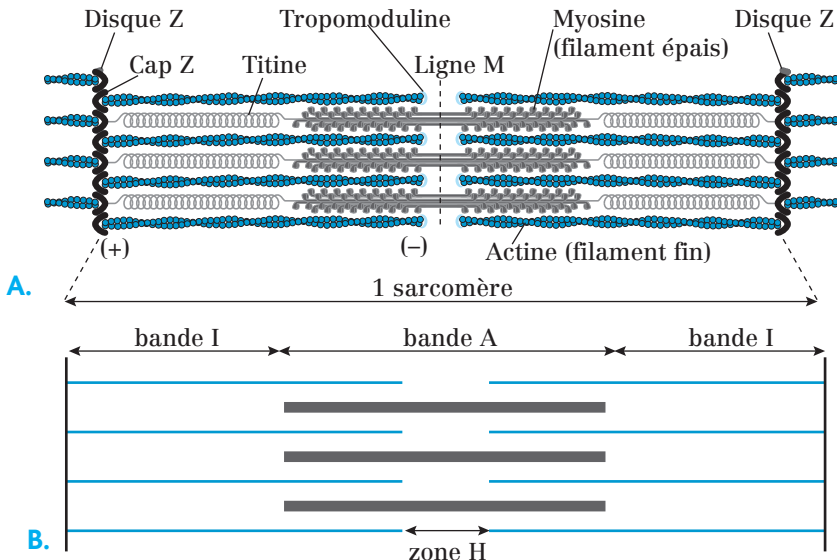 Disque Z
Tropomoduline
Myosine
Disque Z
(filament épais)
Cap Z
Titine
Ligne M
(+)
(–)
Actine (filament fin)
A.
1 sarcomère
bande I
bande A
bande I
B.
zone H